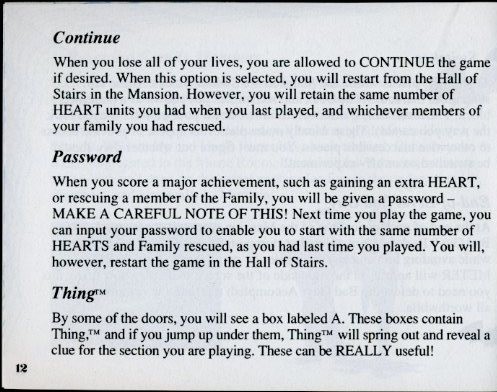 Continue
When you lose all of your lives, you are allowed to CONTINUE the game
if desired. When this option is selected, you will restart from the Hall of
Stairs in the Mansion. However, you will retain the same number of
HEART units you had when you last played, and whichever members of
your family you had rescued.
Password
When you score a major achievement, such as gaining an extra HEART,
or rescuing a member of the Family, you will be given a password –
MAKE A CAREFUL NOTE OF THIS! Next time you play the game, you
can input your password to enable you to start with the same number of
HEARTS and Family rescued, as you had last time you played. You will,
however, restart the game in the Hall of Stairs.
Thing™
By some of the doors, you will see a box labeled A. These boxes contain
Thing,™ and if you jump up under them, Thing™ will spring out and reveal a
clue for the section you are playing. These can be REALLY useful!
12